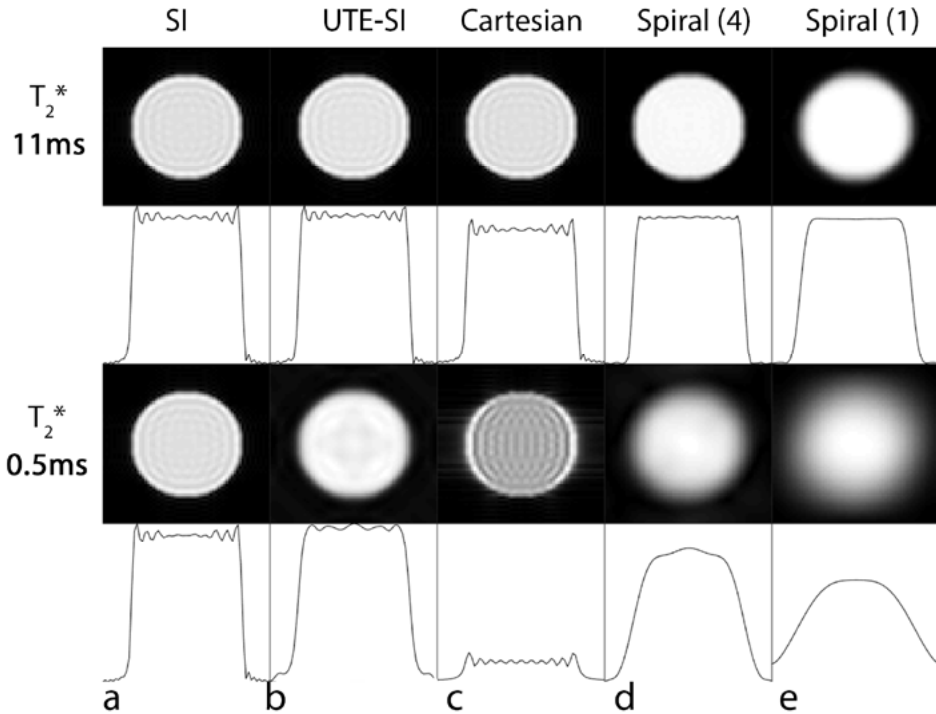 SI UTE-SI Cartesian Spiral (4) Spiral (1)
T2*
11ms
T2*
0.5ms
a b c d e